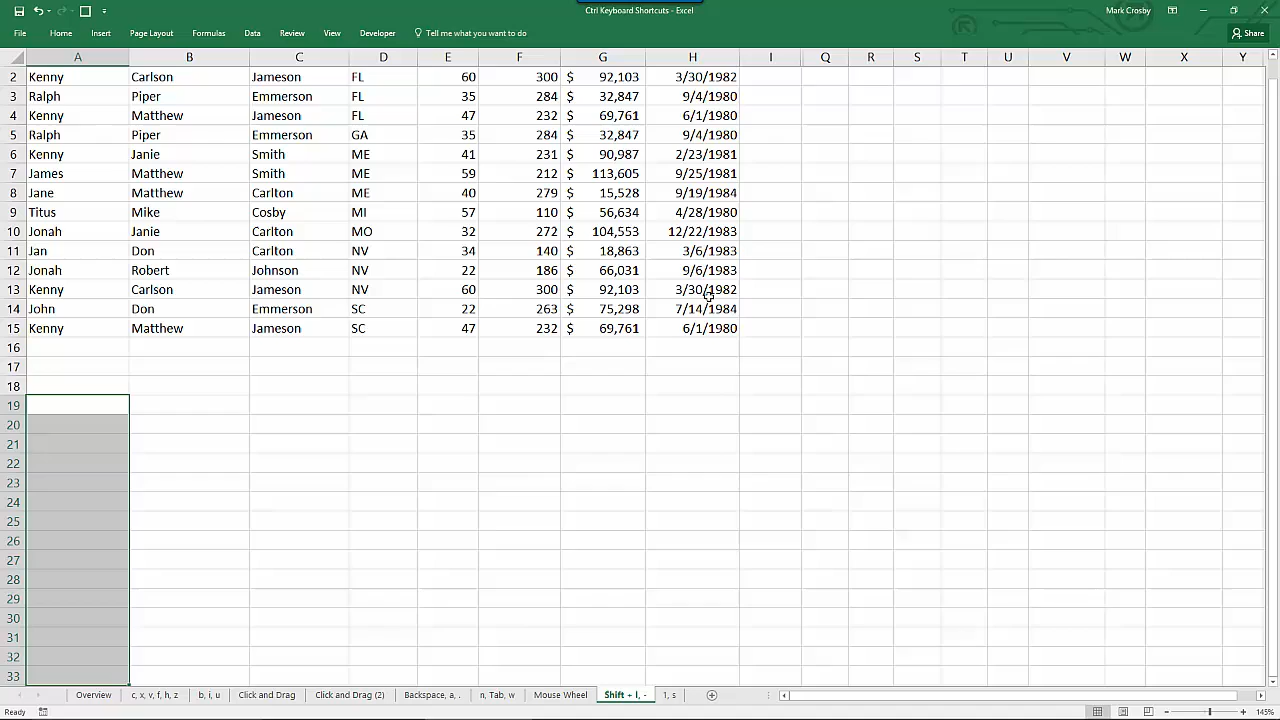 Ctrl Keyboard Shortcuts - Excel
Mark Crosby
File Home Insert Page Layout Formulas Data Review View Developer Tell me what you want to do
Share
A B C D E F G H I Q R S T U V W X Y
2 Kenny Carlson Jameson FL 60 300 $ 92,103 3/30/1982
3 Ralph Piper Emmerson FL 35 284 $ 32,847 9/4/1980
4 Kenny Matthew Jameson FL 47 232 $ 69,761 6/1/1980
5 Ralph Piper Emmerson GA 35 284 $ 32,847 9/4/1980
6 Kenny Janie Smith ME 41 231 $ 90,987 2/23/1981
7 James Matthew Smith ME 59 212 $ 113,605 9/25/1981
8 Jane Matthew Carlton ME 40 279 $ 15,528 9/19/1984
9 Titus Mike Cosby MI 57 110 $ 56,634 4/28/1980
10 Jonah Janie Carlton MO 32 272 $ 104,553 12/22/1983
11 Jan Don Carlton NV 34 140 $ 18,863 3/6/1983
12 Jonah Robert Johnson NV 22 186 $ 66,031 9/6/1983
13 Kenny Carlson Jameson NV 60 300 $ 92,103 3/30/1982
14 John Don Emmerson SC 22 263 $ 75,298 7/14/1984
15 Kenny Matthew Jameson SC 47 232 $ 69,761 6/1/1980
16
17
18
19
20
21
22
23
24
25
26
27
28
29
30
31
32
33
Overview c, x, v, f, h, z b, i, u Click and Drag Click and Drag (2) Backspace, a, . n, Tab, w Mouse Wheel Shift + I, - 1, s
Ready
145%